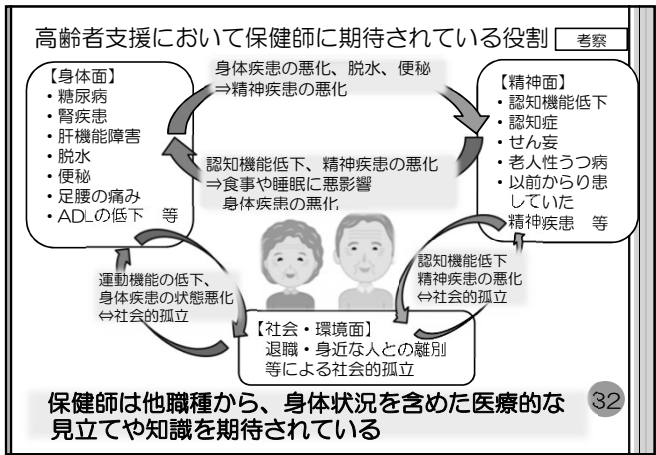 高齢者支援において保健師に期待されている役割
考察
【身体面】
・糖尿病
・腎疾患
・肝機能障害
・脱水
・便秘
・足腰の痛み
・ADLの低下　等
身体疾患の悪化、脱水、便秘
⇒精神疾患の悪化
認知機能低下、精神疾患の悪化
⇒食事や睡眠に悪影響
身体疾患の悪化
【精神面】
・認知機能低下
・認知症
・せん妄
・老人性うつ病
・以前からり患
していた
精神疾患　等
運動機能の低下、
身体疾患の状態悪化
⇔社会的孤立
認知機能低下
精神疾患の悪化
⇔社会的孤立
【社会・環境面】
退職・身近な人との離別
等による社会的孤立
保健師は他職種から、身体状況を含めた医療的な
見立てや知識を期待されている
32